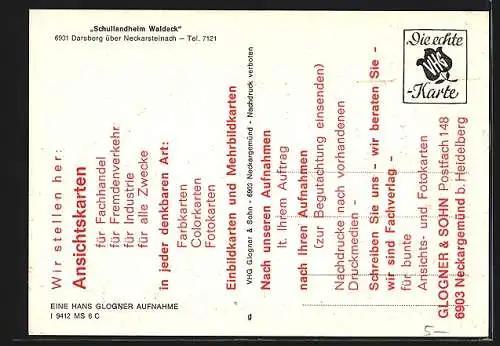 „Schullandheim Waldeck"
6931 Darsberg über Neckarsteinach — Tel. 7121
Die echte
VHG
-Karte
Wir stellen her:
Ansichtskarten
für Fachhandel
für Fremdenverkehr
für Industrie
für alle Zwecke
in jeder denkbaren Art:
Farbkarten
Colorkarten
Fotokarten
Einbildkarten und Mehrbildkarten
VHG Glogner & Sohn - 6903 Neckargemünd - Nachdruck verboten
Nach unseren Aufnahmen
lt. Ihrem Auftrag
nach Ihren Aufnahmen
(zur Begutachtung einsenden)
Nachdrucke nach vorhandenen
Druckmedien -
Schreiben Sie uns - wir beraten Sie -
wir sind Fachverlag -
für bunte
Ansichts- und Fotokarten
GLOGNER & SOHN Postfach 148
6903 Neckargemünd b. Heidelberg
EINE HANS GLOGNER AUFNAHME
I 9412 MS 6 C
g
5-